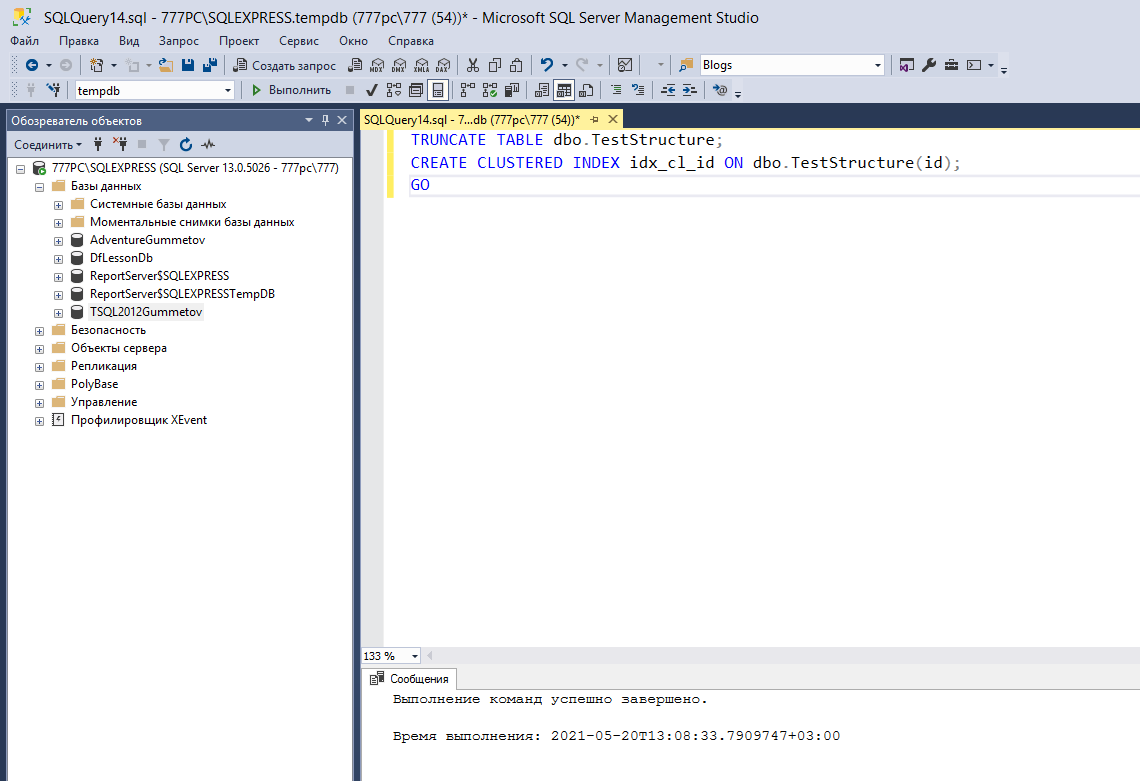 SQLQuery14.sql - 777PC\SQLEXPRESS.tempdb (777pc\777 (54))* - Microsoft SQL Server Management Studio
Файл Правка Вид Запрос Проект Сервис Окно Справка
Создать запрос MDX DMX XMLA DAX Blogs
tempdb Выполнить
Обозреватель объектов
SQLQuery14.sql - 7...db (777pc\777 (54))*
Соединить
777PC\SQLEXPRESS (SQL Server 13.0.5026 - 777pc\777)
Базы данных
Системные базы данных
Моментальные снимки базы данных
AdventureGummetov
DfLessonDb
ReportServer$SQLEXPRESS
ReportServer$SQLEXPRESSTempDB
TSQL2012Gummetov
Безопасность
Объекты сервера
Репликация
PolyBase
Управление
Профилировщик XEvent
TRUNCATE TABLE dbo.TestStructure;
CREATE CLUSTERED INDEX idx_cl_id ON dbo.TestStructure(id);
GO
133 %
Сообщения
Выполнение команд успешно завершено.
Время выполнения: 2021-05-20T13:08:33.7909747+03:00